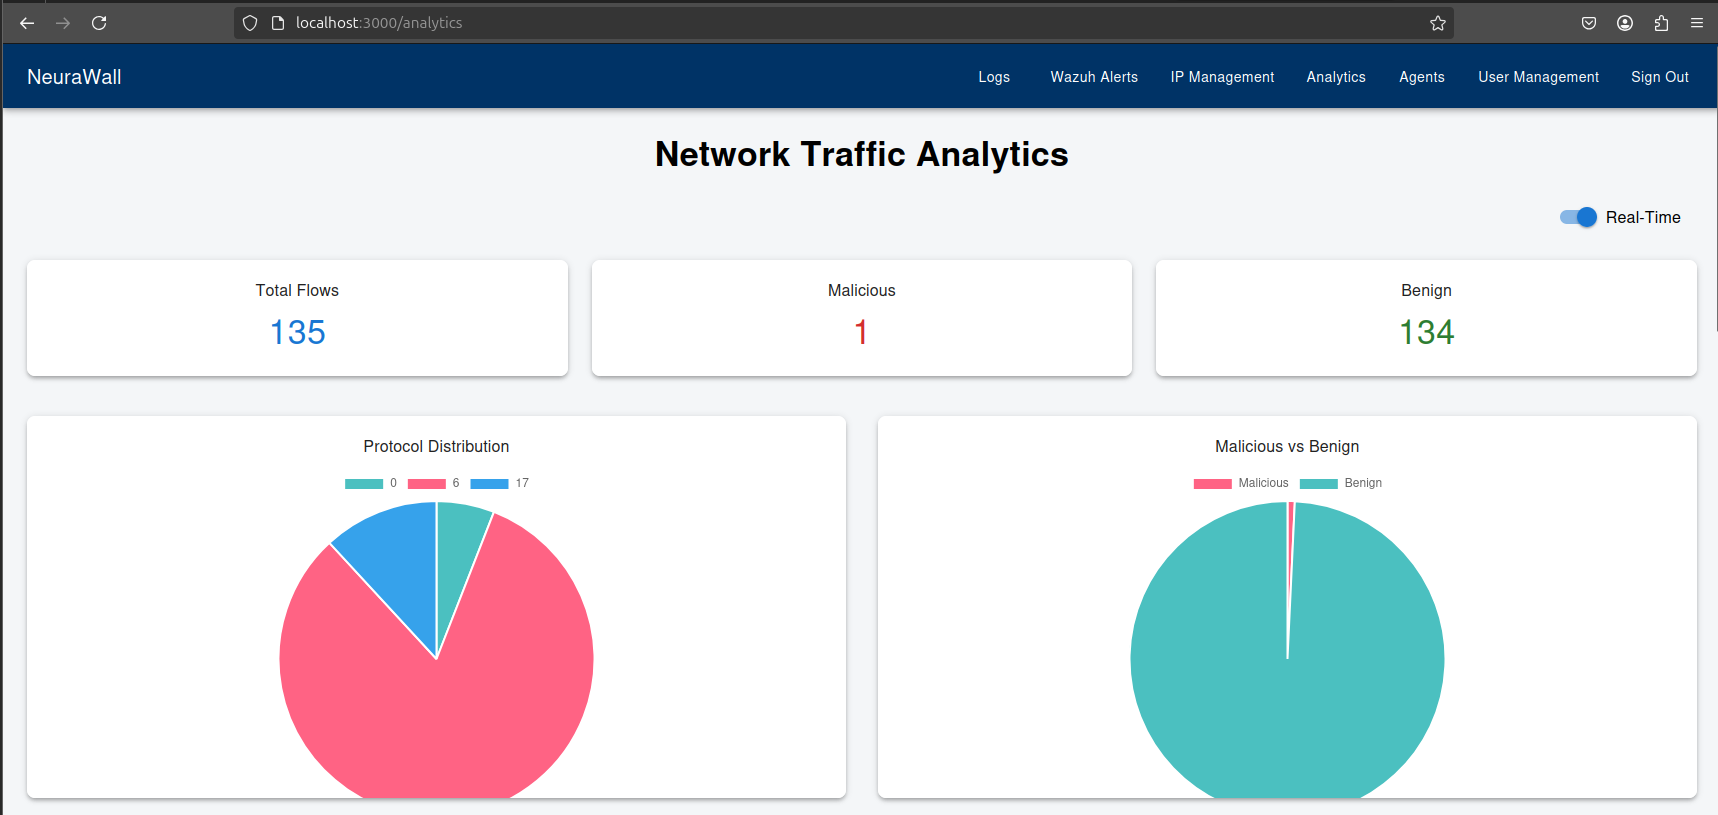 localhost:3000/analytics
NeuraWall Logs Wazuh Alerts IP Management Analytics Agents User Management Sign Out
Network Traffic Analytics
Real-Time
Total Flows
135
Malicious
1
Benign
134
Protocol Distribution
0 6 17
Malicious vs Benign
Malicious Benign